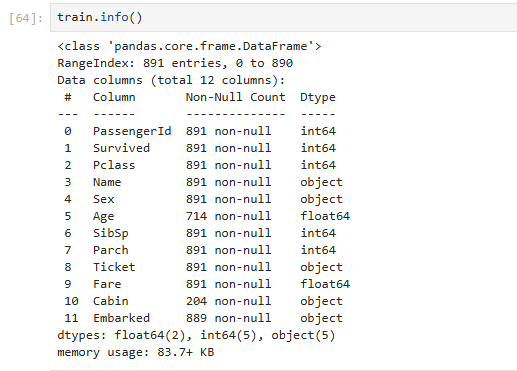 [64]: train.info()
<class 'pandas.core.frame.DataFrame'>
RangeIndex: 891 entries, 0 to 890
Data columns (total 12 columns):
 #   Column       Non-Null Count  Dtype
---  ------       --------------  -----
 0   PassengerId  891 non-null    int64
 1   Survived     891 non-null    int64
 2   Pclass       891 non-null    int64
 3   Name         891 non-null    object
 4   Sex          891 non-null    object
 5   Age          714 non-null    float64
 6   SibSp        891 non-null    int64
 7   Parch        891 non-null    int64
 8   Ticket       891 non-null    object
 9   Fare         891 non-null    float64
 10  Cabin        204 non-null    object
 11  Embarked     889 non-null    object
dtypes: float64(2), int64(5), object(5)
memory usage: 83.7+ KB